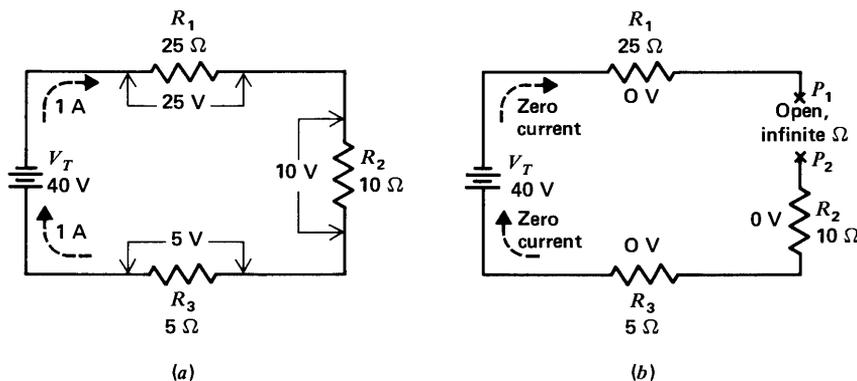 R1
25 Ω
1 A
25 V
VT
40 V
10 V
R2
10 Ω
1 A
5 V
R3
5 Ω
(a)
R1
25 Ω
0 V
Zero
current
P1
Open,
infinite Ω
P2
VT
40 V
Zero
current
0 V
R2
10 Ω
0 V
R3
5 Ω
(b)